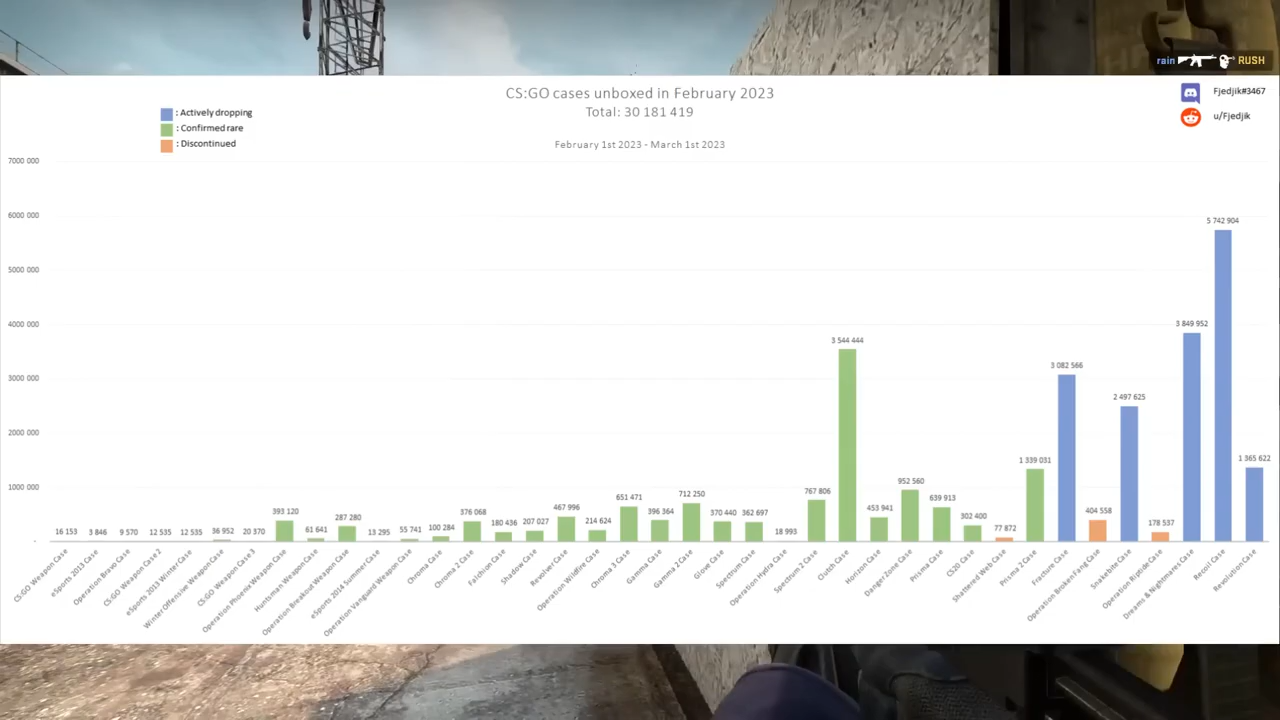 rain RUSH
CS:GO cases unboxed in February 2023
Total: 30 181 419
February 1st 2023 - March 1st 2023
: Actively dropping
: Confirmed rare
: Discontinued
Fjedjik#3467
u/Fjedjik
7000 000
6000 000
5000 000
4000 000
3000 000
2000 000
1000 000
-
16 153
3 846
9 570
12 535
12 535
36 952
20 370
393 120
61 641
287 280
13 295
55 741
100 284
376 068
180 436
207 027
467 996
214 624
651 471
396 364
712 250
370 440
362 697
18 993
767 806
3 544 444
453 941
952 560
639 913
302 400
77 872
1 339 031
3 082 566
404 558
2 497 625
178 537
3 849 952
5 742 904
1 365 622
CS:GO Weapon Case
eSports 2013 Case
Operation Bravo Case
CS:GO Weapon Case 2
eSports 2013 Winter Case
Winter Offensive Weapon Case
CS:GO Weapon Case 3
Operation Phoenix Weapon Case
Huntsman Weapon Case
Operation Breakout Weapon Case
eSports 2014 Summer Case
Operation Vanguard Weapon Case
Chroma Case
Chroma 2 Case
Falchion Case
Shadow Case
Revolver Case
Operation Wildfire Case
Chroma 3 Case
Gamma Case
Gamma 2 Case
Glove Case
Spectrum Case
Operation Hydra Case
Spectrum 2 Case
Clutch Case
Horizon Case
Danger Zone Case
Prisma Case
CS20 Case
Shattered Web Case
Prisma 2 Case
Fracture Case
Operation Broken Fang Case
Snakebite Case
Operation Riptide Case
Dreams & Nightmares Case
Recoil Case
Revolution Case